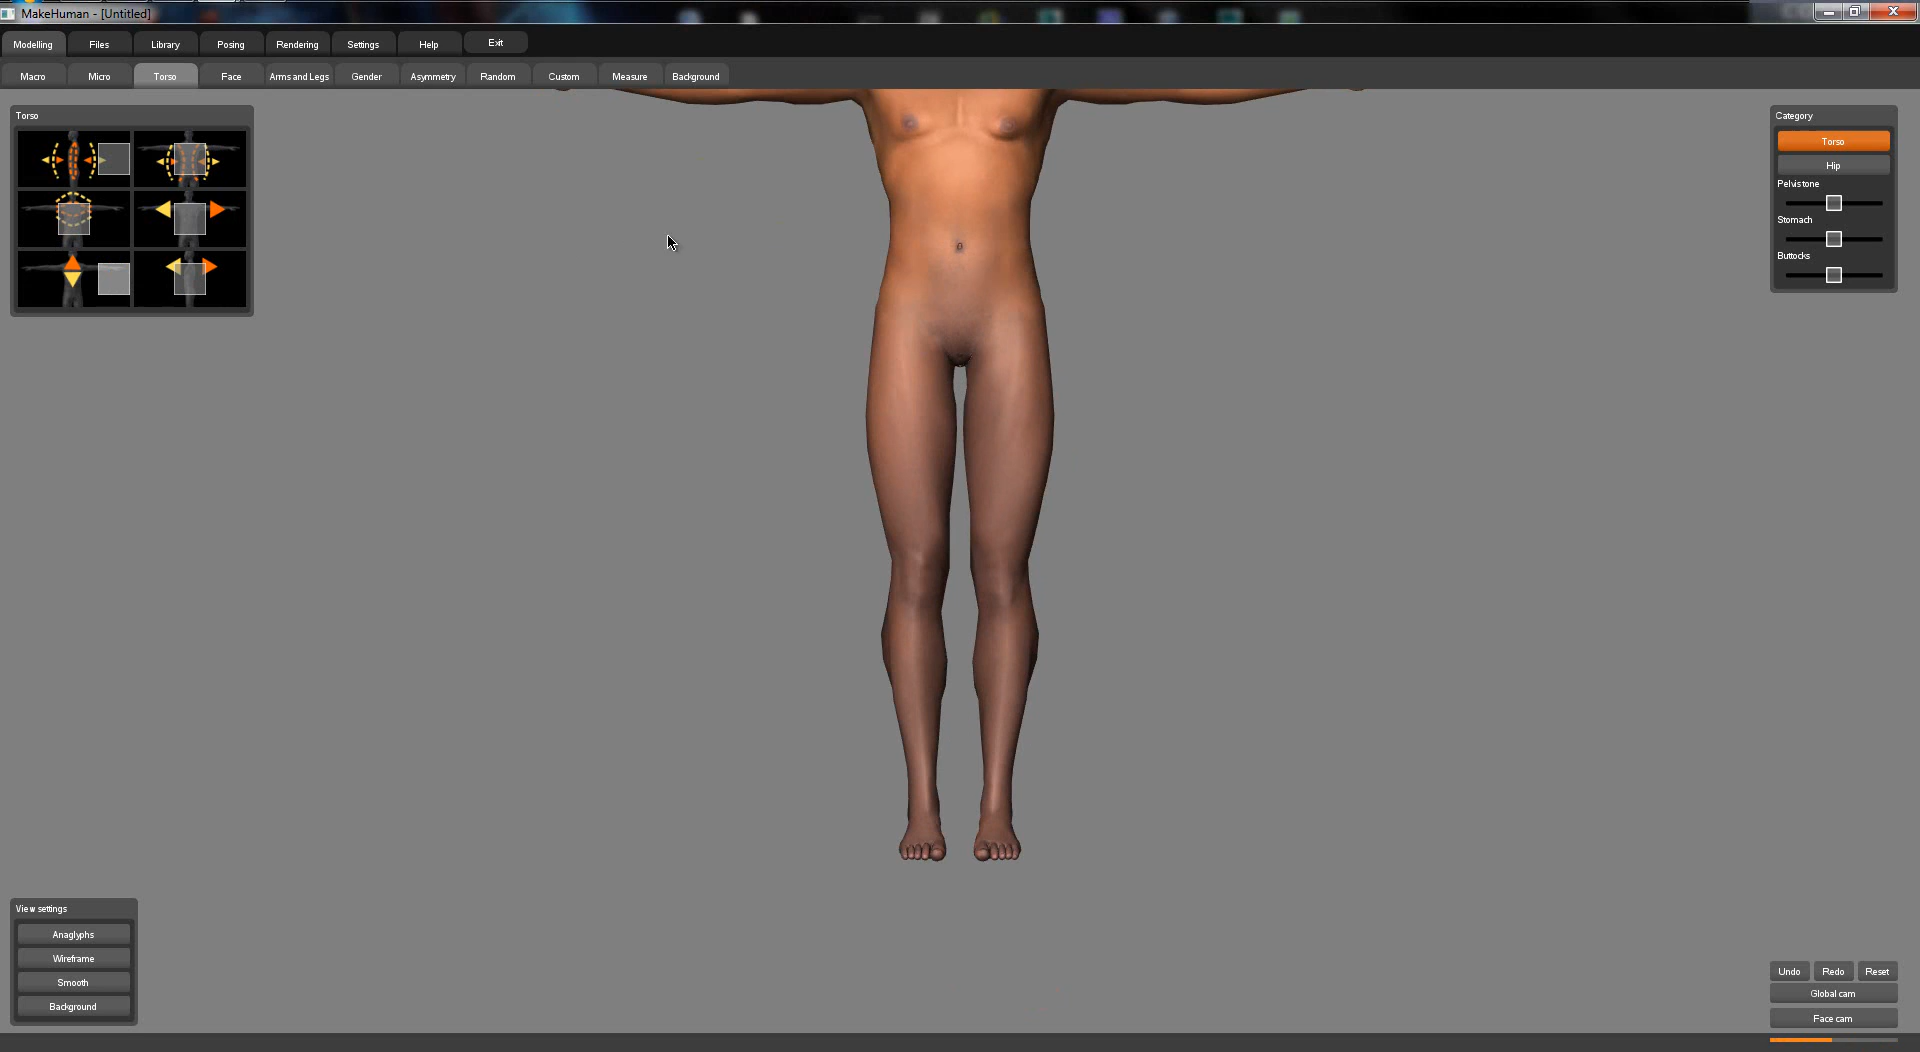 MakeHuman - [Untitled]
Modelling Files Library Posing Rendering Settings Help Exit
Macro Micro Torso Face Arms and Legs Gender Asymmetry Random Custom Measure Background
Torso
Category
Torso
Hip
Pelvis tone
Stomach
Buttocks
View settings
Anaglyphs
Wireframe
Smooth
Background
Undo Redo Reset
Global cam
Face cam